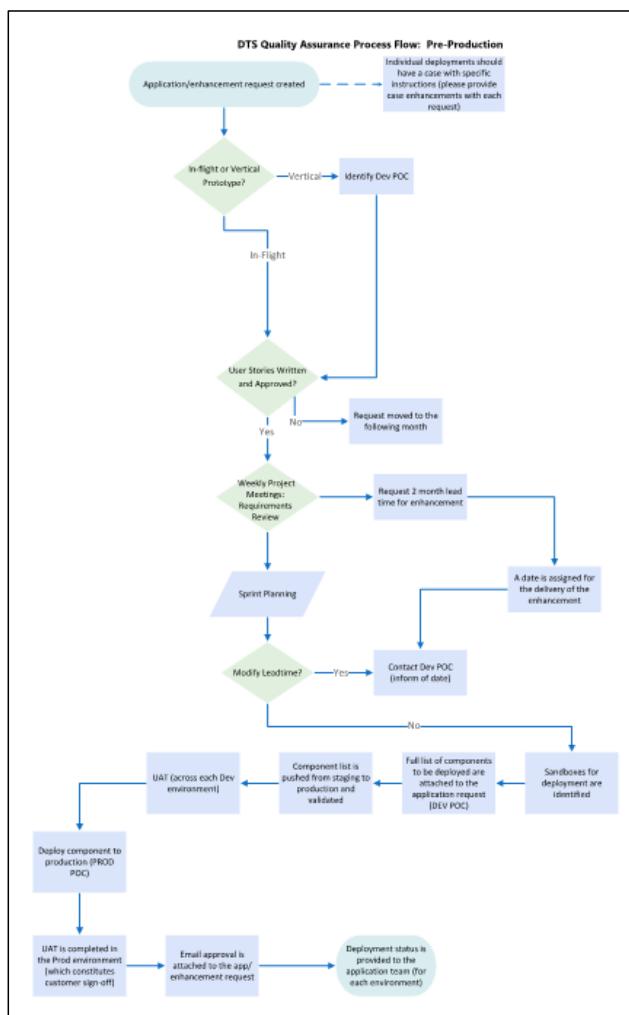 DTS Quality Assurance Process Flow:  Pre-Production
Application/enhancement request created
Individual deployments should
have a case with specific
instructions (please provide
case enhancements with each
request)
In-flight or Vertical
Prototype?
Vertical
Identify Dev POC
In-Flight
User Stories Written
and Approved?
No
Request moved to the
following month
Yes
Weekly Project
Meetings:
Requirements
Review
Request 2 month lead
time for enhancement
Sprint Planning
A date is assigned for
the delivery of the
enhancement
Modify Leadtime?
Yes
Contact Dev POC
(inform of date)
No
UAT (across each Dev
environment)
Component list is
pushed from staging to
production and
validated
Full list of components
to be deployed are
attached to the
application request
(DEV POC)
Sandboxes for
deployment are
identified
Deploy component to
production (PROD
POC)
UAT is completed in
the Prod environment
(which constitutes
customer sign-off)
Email approval is
attached to the app/
enhancement request
Deployment status is
provided to the
application team (for
each environment)